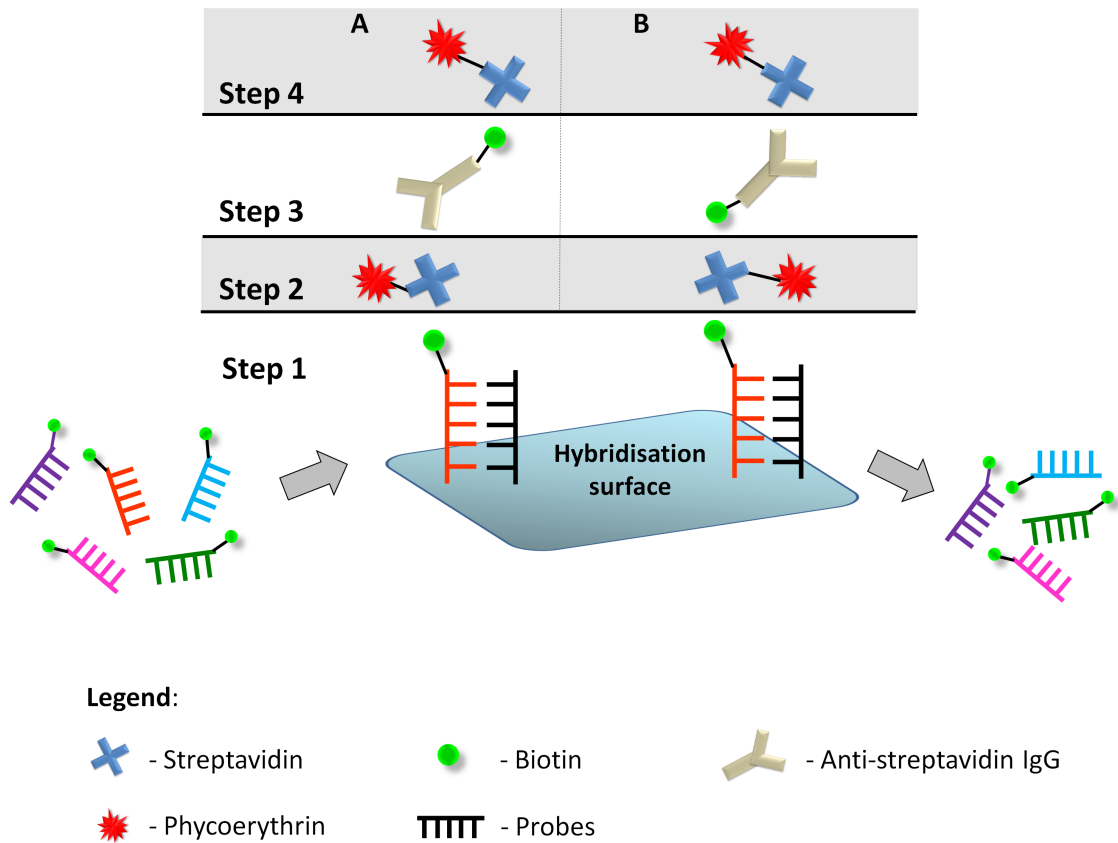 A
B
Step 4
Step 3
Step 2
Step 1
Hybridisation
surface
Legend:
- Streptavidin
- Biotin
- Anti-streptavidin IgG
- Phycoerythrin
- Probes